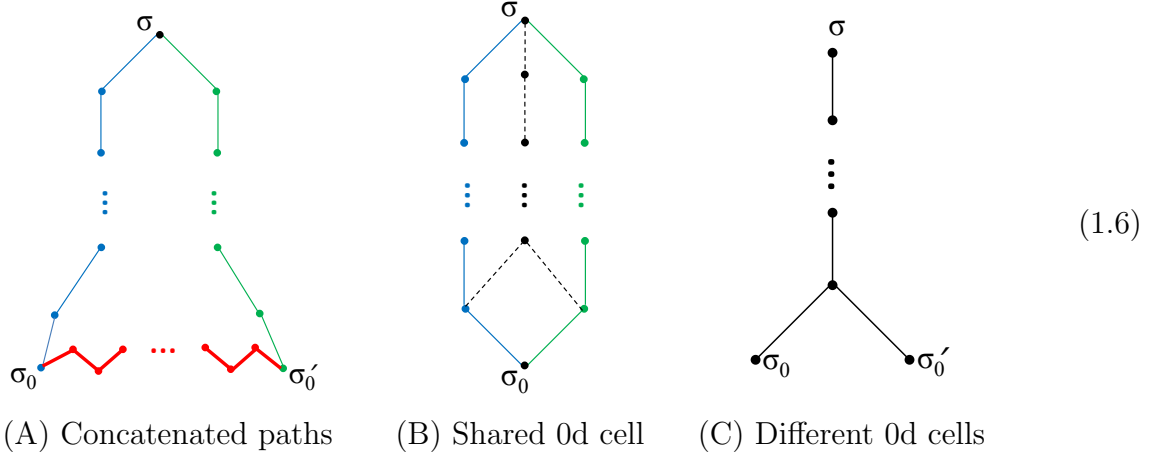 σ σ σ
(1.6)
σ₀ σ₀′ σ₀ σ₀ σ₀′
(A) Concatenated paths (B) Shared 0d cell (C) Different 0d cells